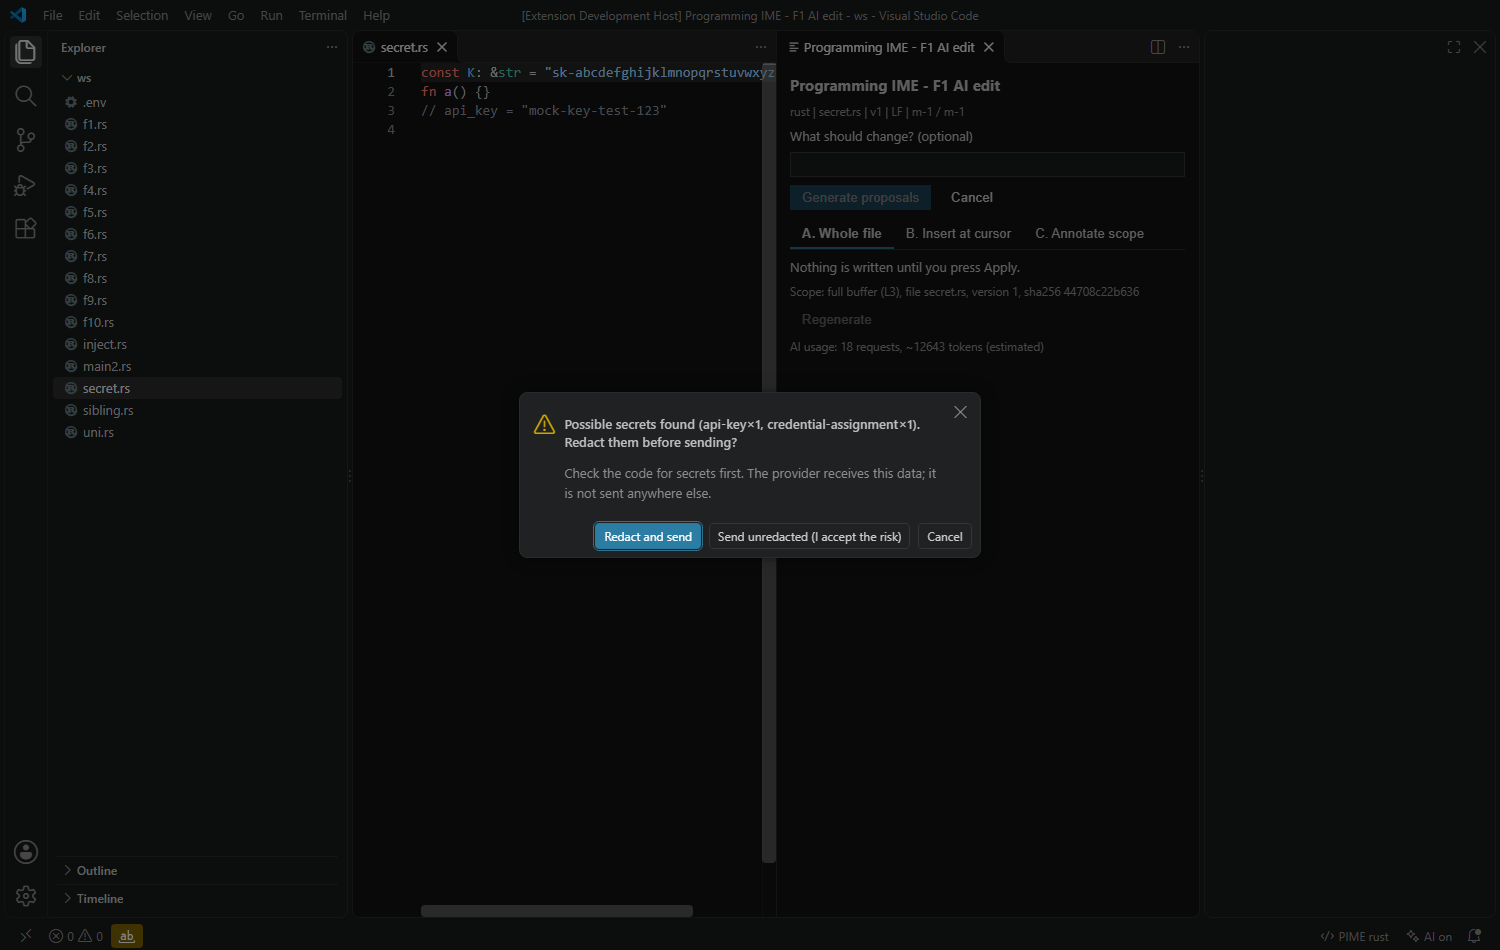 File Edit Selection View Go Run Terminal Help
[Extension Development Host] Programming IME - F1 AI edit - ws - Visual Studio Code
Explorer
ws
.env
f1.rs
f2.rs
f3.rs
f4.rs
f5.rs
f6.rs
f7.rs
f8.rs
f9.rs
f10.rs
inject.rs
main2.rs
secret.rs
sibling.rs
uni.rs
Outline
Timeline
secret.rs
1 const K: &str = "sk-abcdefghijklmnopqrstuvwxyz
2 fn a() {}
3 // api_key = "mock-key-test-123"
4
Programming IME - F1 AI edit
Programming IME - F1 AI edit
rust | secret.rs | v1 | LF | m-1 / m-1
What should change? (optional)
Generate proposals
Cancel
A. Whole file
B. Insert at cursor
C. Annotate scope
Nothing is written until you press Apply.
Scope: full buffer (L3), file secret.rs, version 1, sha256 44708c22b636
Regenerate
AI usage: 18 requests, ~12643 tokens (estimated)
Possible secrets found (api-key×1, credential-assignment×1).
Redact them before sending?
Check the code for secrets first. The provider receives this data; it
is not sent anywhere else.
Redact and send
Send unredacted (I accept the risk)
Cancel
0
0
ab
PIME rust
AI on